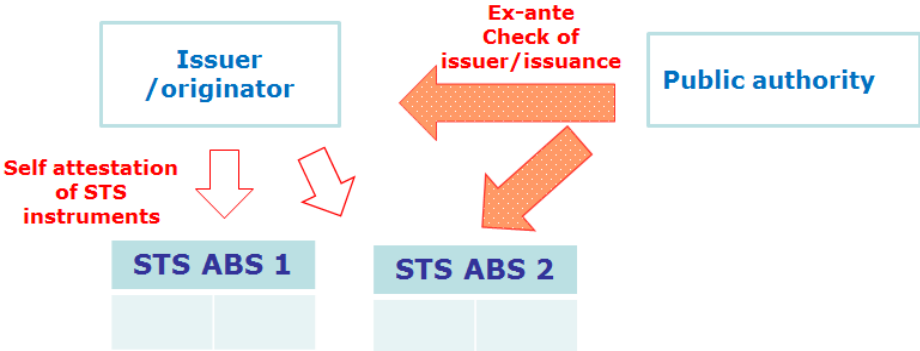 Ex-ante
Check of
issuer/issuance
Issuer
/originator
Public authority
Self attestation
of STS
instruments
STS ABS 1
STS ABS 2